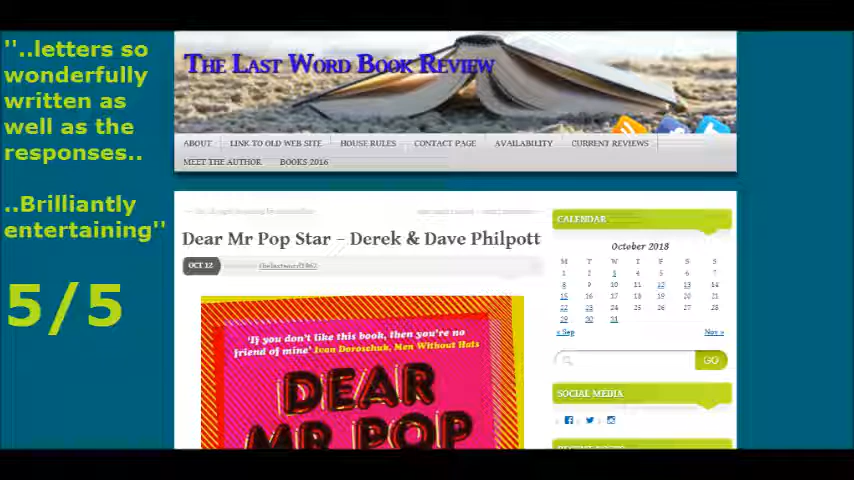 "..letters so
wonderfully
written as
well as the
responses..
..Brilliantly
entertaining"
5/5
The Last Word Book Review
ABOUT LINK TO OLD WEB SITE HOUSE RULES CONTACT PAGE AVAILABILITY CURRENT REVIEWS
MEET THE AUTHOR BOOKS 2016
Dear Mr Pop Star – Derek & Dave Philpott
OCT 12
'If you don't like this book, then you're no
friend of mine' Ivan Doroschuk, Men Without Hats
DEAR
MR POP
CALENDAR
October 2018
M T W T F S S
1 2 3 4 5 6 7
8 9 10 11 12 13 14
15 16 17 18 19 20 21
22 23 24 25 26 27 28
29 30 31
« Sep Nov »
GO
SOCIAL MEDIA